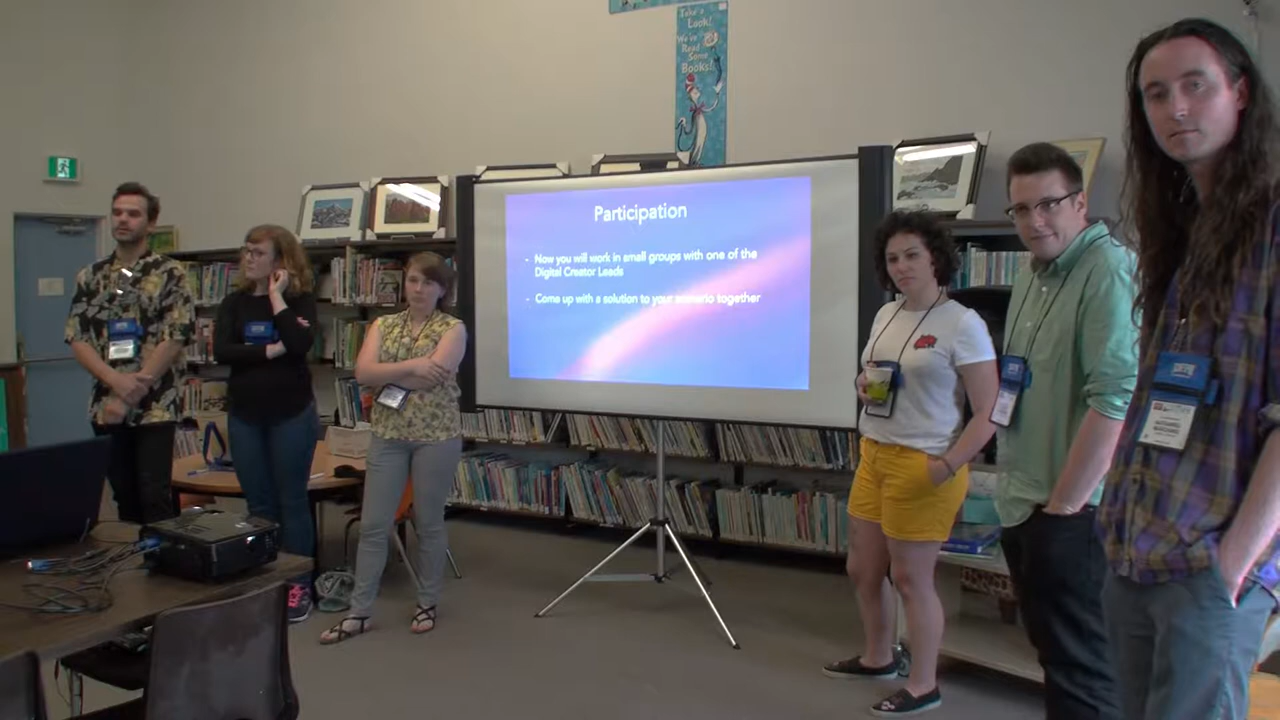 Take a
Look!
We've
Read
Some
Books!
Participation
- Now you will work in small groups with one of the
Digital Creator Leads
- Come up with a solution to your scenario together